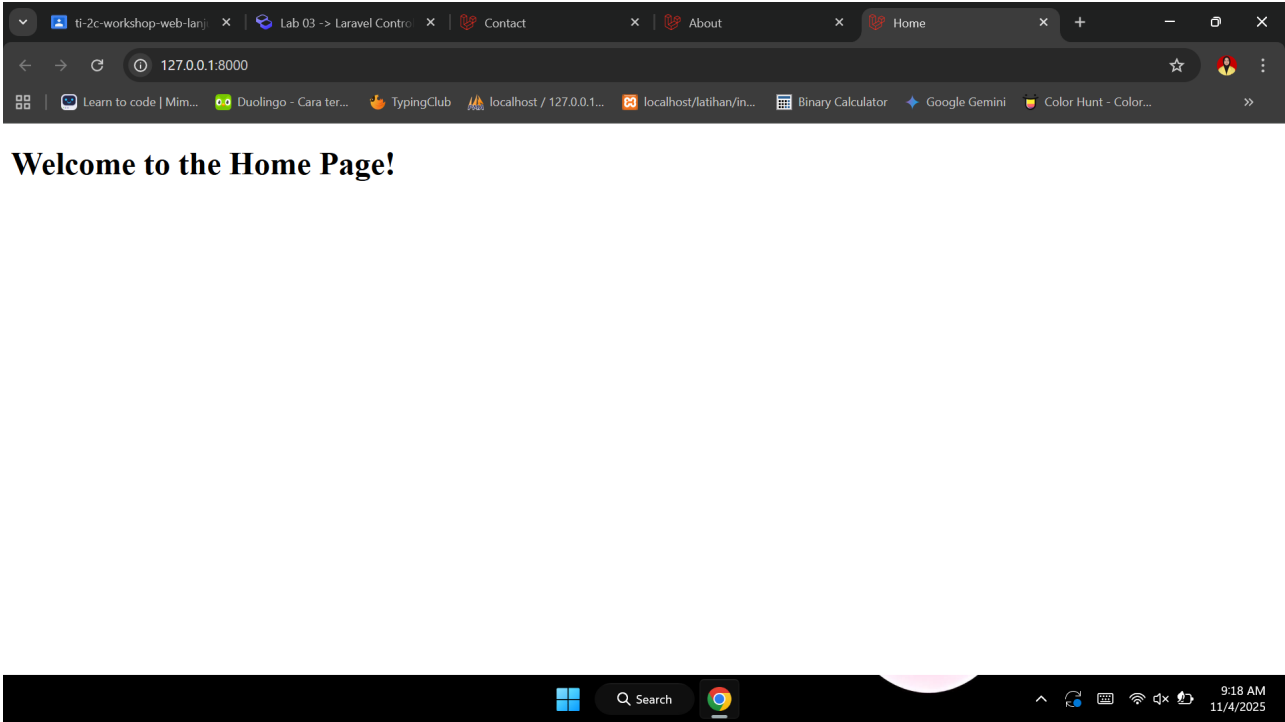 ti-2c-workshop-web-lanj
Lab 03 -> Laravel Contro
Contact
About
Home
127.0.0.1:8000
Learn to code | Mim...
Duolingo - Cara ter...
TypingClub
localhost / 127.0.0.1...
localhost/latihan/in...
Binary Calculator
Google Gemini
Color Hunt - Color...
Welcome to the Home Page!
Search
9:18 AM
11/4/2025